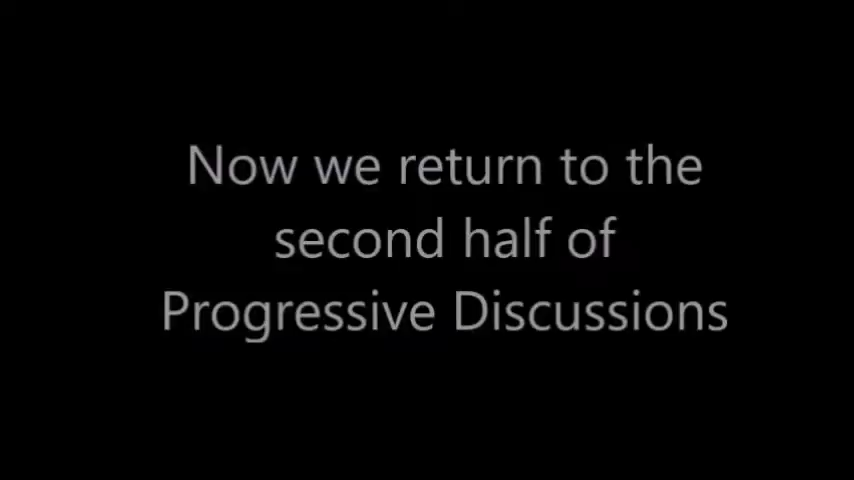 Now we return to the
second half of
Progressive Discussions